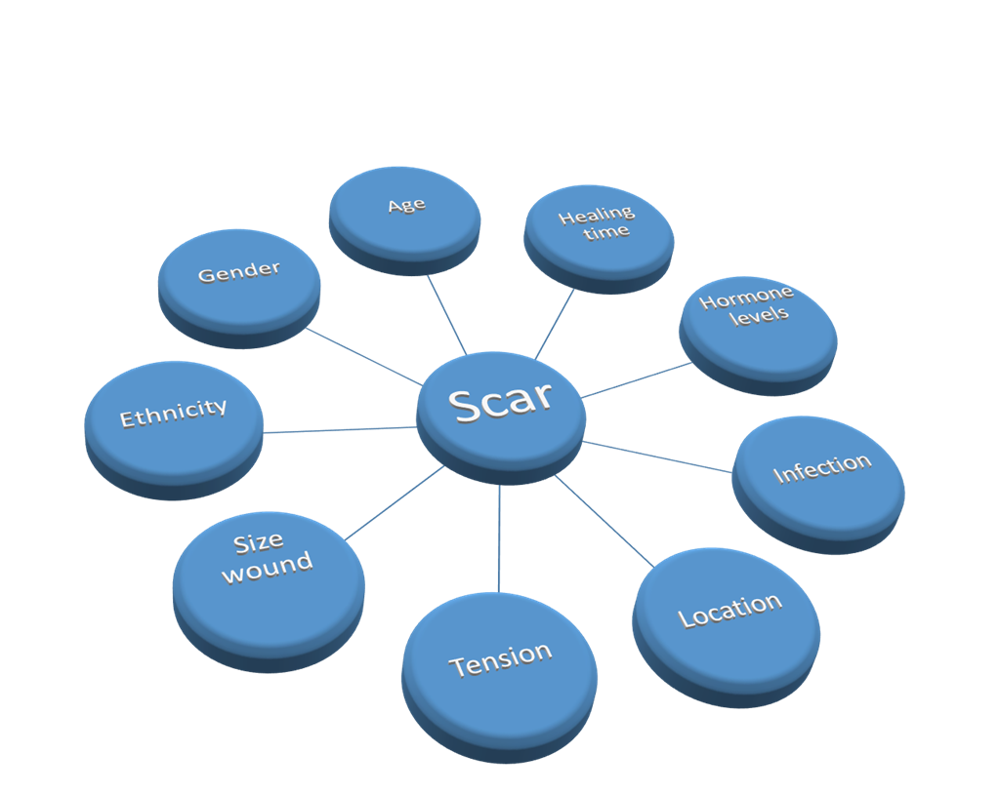 Age
Healing
time
Gender
Hormone
levels
Scar
Ethnicity
Infection
Size
wound
Location
Tension